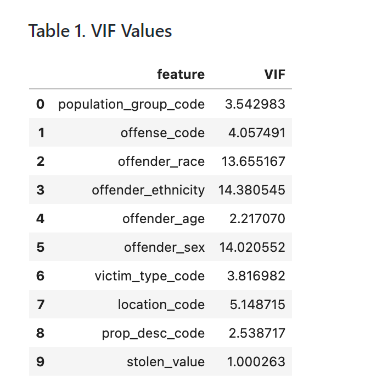 Table 1. VIF Values
feature VIF
0 population_group_code 3.542983
1 offense_code 4.057491
2 offender_race 13.655167
3 offender_ethnicity 14.380545
4 offender_age 2.217070
5 offender_sex 14.020552
6 victim_type_code 3.816982
7 location_code 5.148715
8 prop_desc_code 2.538717
9 stolen_value 1.000263